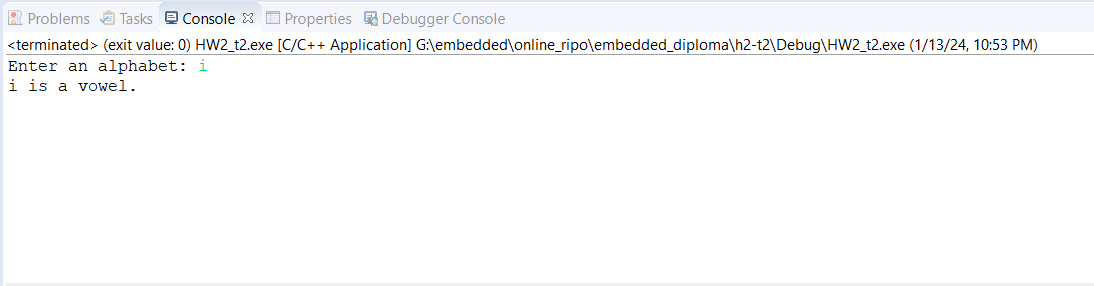 Problems Tasks Console Properties Debugger Console
<terminated> (exit value: 0) HW2_t2.exe [C/C++ Application] G:\embedded\online_ripo\embedded_diploma\h2-t2\Debug\HW2_t2.exe (1/13/24, 10:53 PM)
Enter an alphabet: i
i is a vowel.